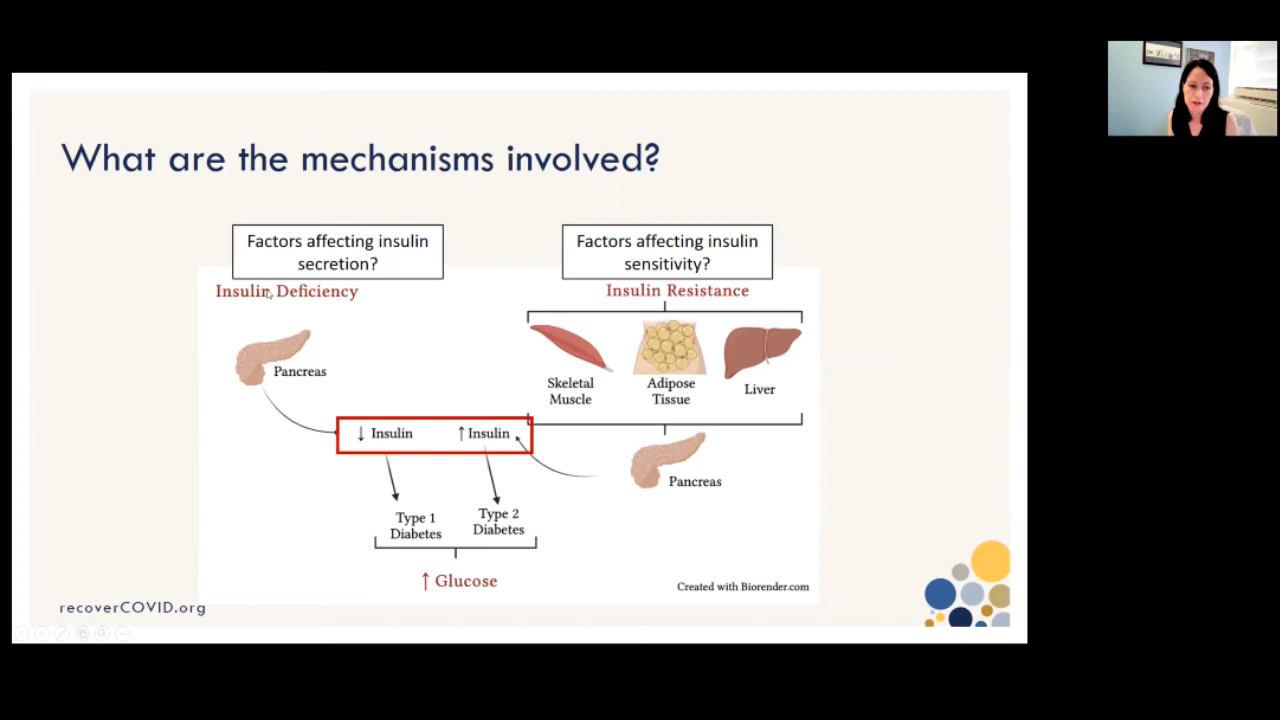 What are the mechanisms involved?
Factors affecting insulin
secretion?
Factors affecting insulin
sensitivity?
Insulin Deficiency
Insulin Resistance
Pancreas
Skeletal
Muscle
Adipose
Tissue
Liver
↓ Insulin
↑ Insulin
Pancreas
Type 1
Diabetes
Type 2
Diabetes
↑ Glucose
Created with Biorender.com
recoverCOVID.org